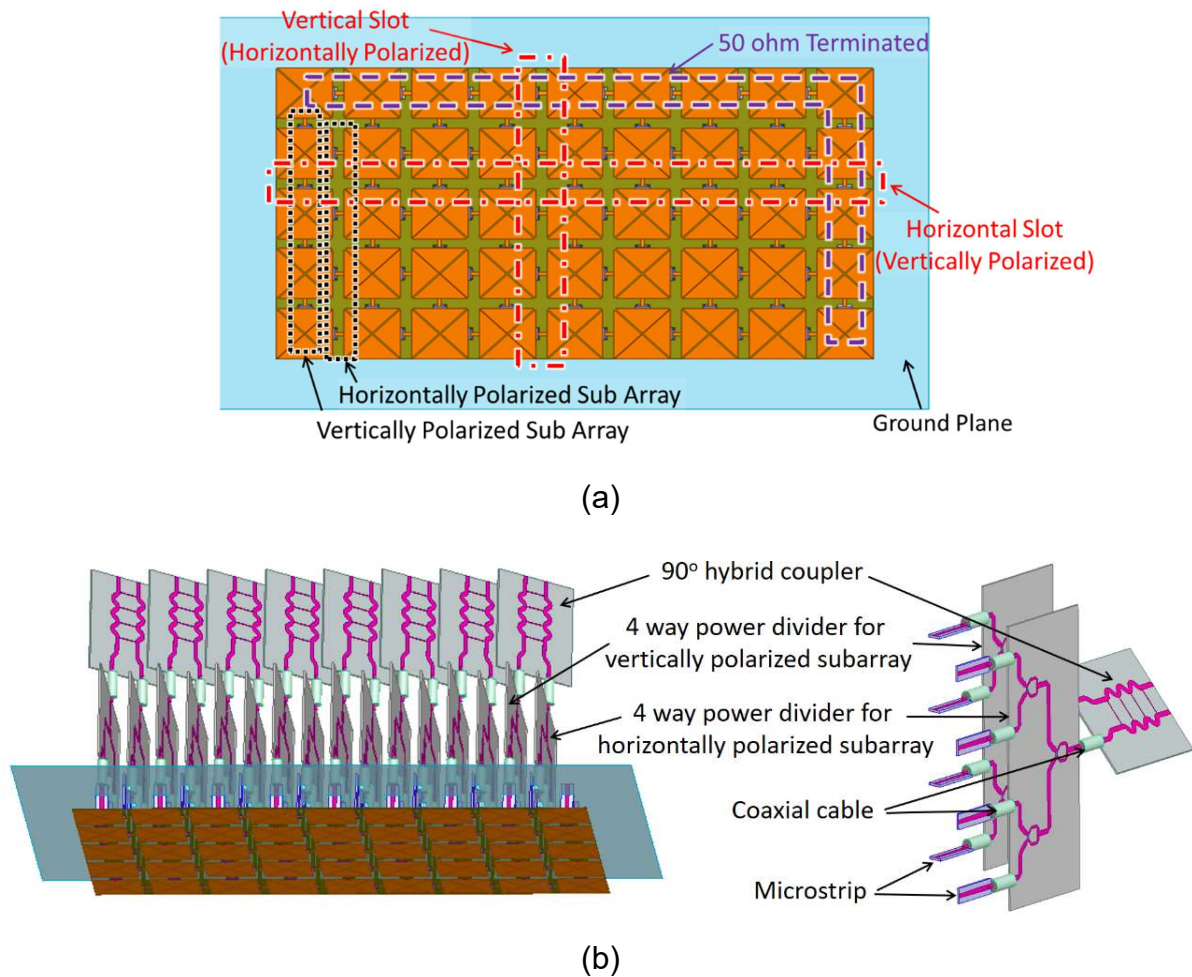 Vertical Slot
(Horizontally Polarized)
50 ohm Terminated
Horizontal Slot
(Vertically Polarized)
Horizontally Polarized Sub Array
Vertically Polarized Sub Array
Ground Plane
(a)
90° hybrid coupler
4 way power divider for
vertically polarized subarray
4 way power divider for
horizontally polarized subarray
Coaxial cable
Microstrip
(b)